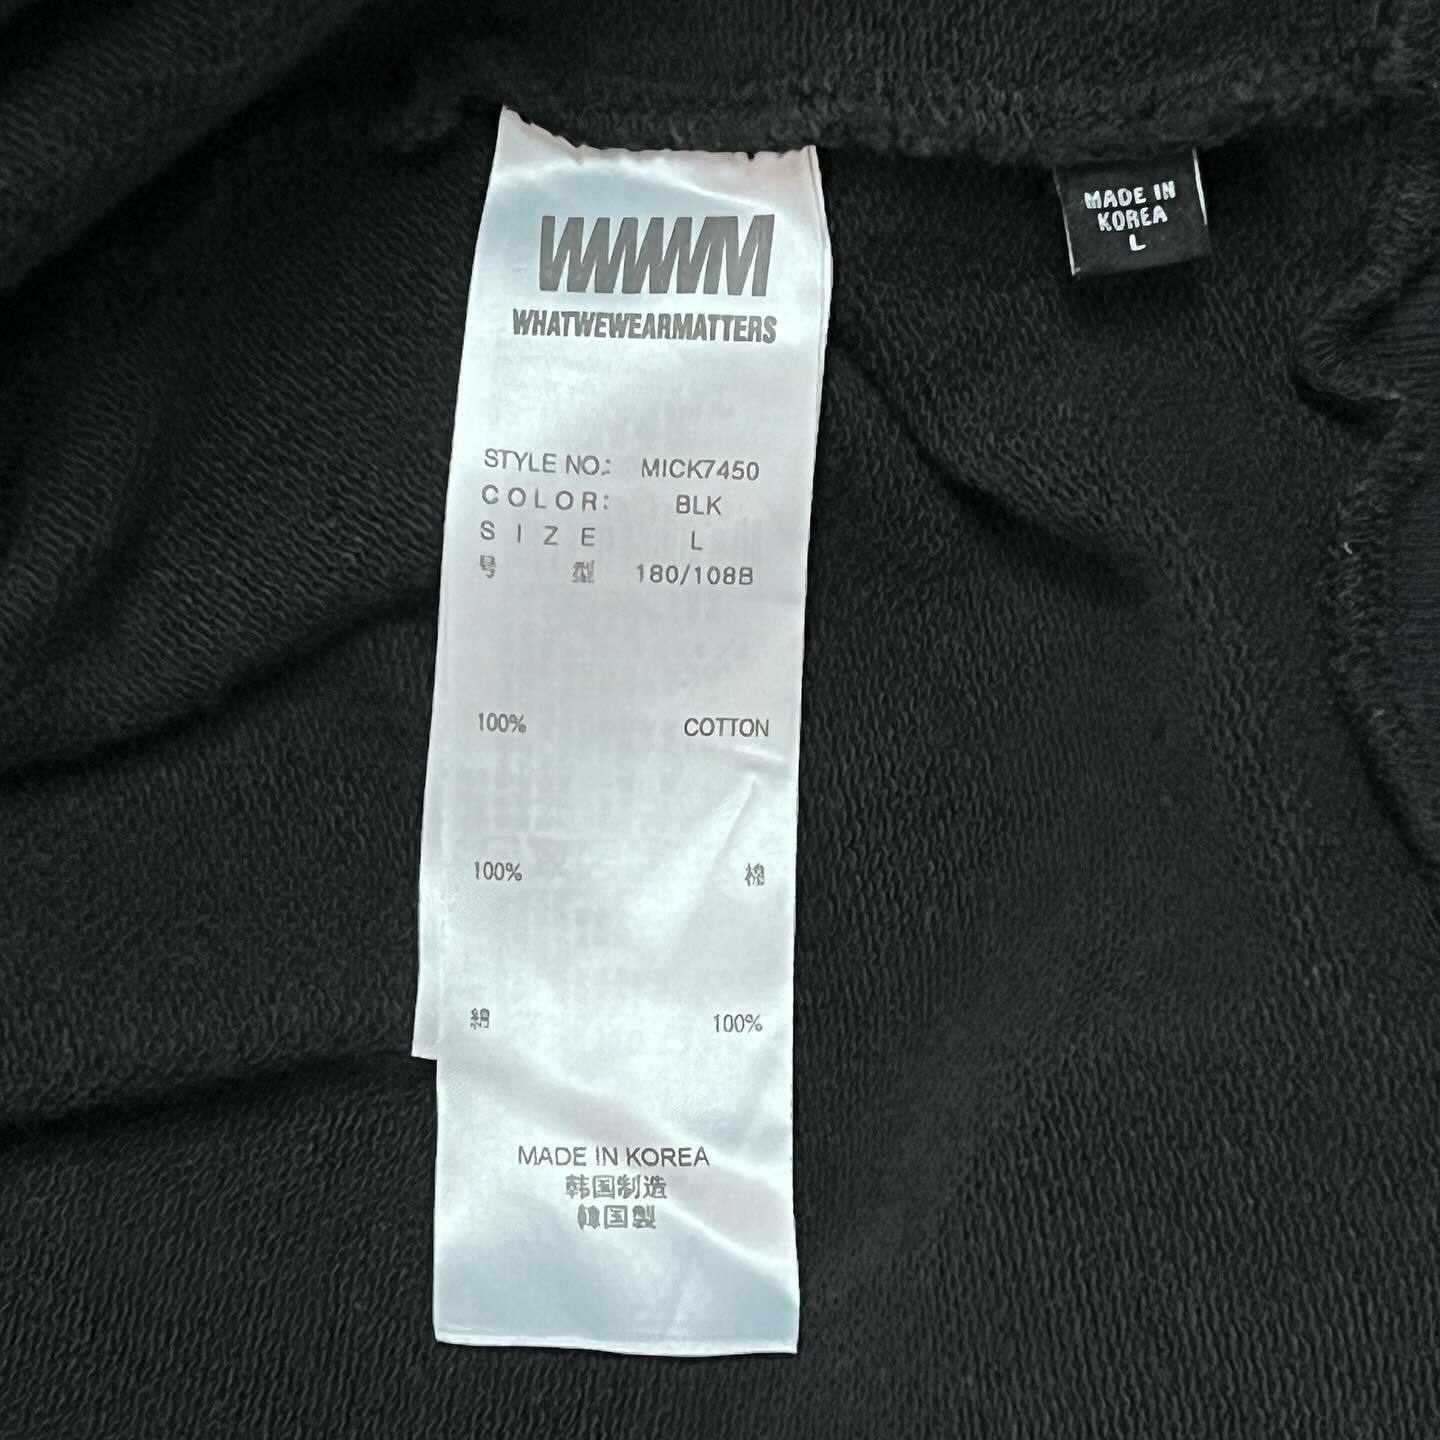 WWWM
WHATWEWEARMATTERS
STYLE NO.: MICK7450
COLOR: BLK
SIZE L
号型 180/108B
100% COTTON
100% 棉
綿 100%
MADE IN KOREA
韩国制造
韓国製
MADE IN
KOREA
L